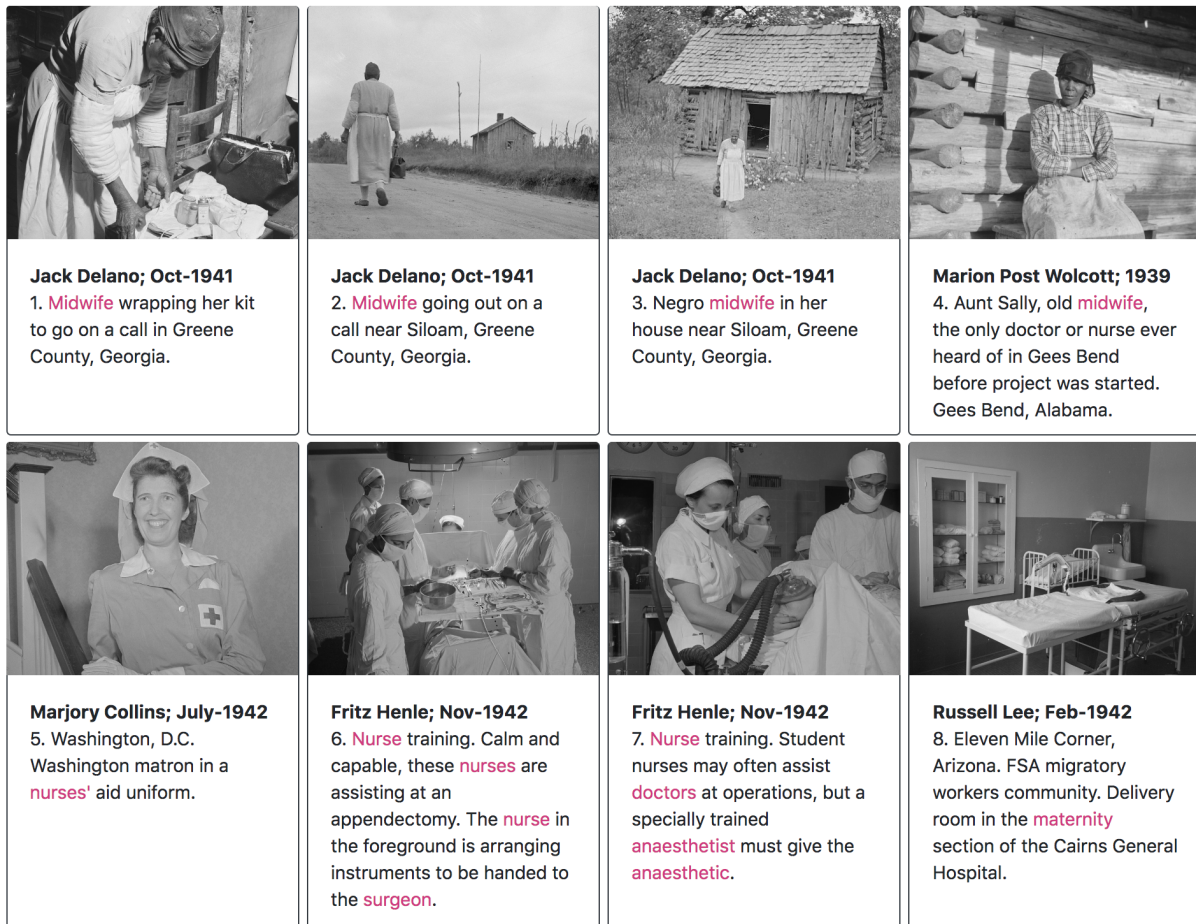 Jack Delano; Oct-1941
1. Midwife wrapping her kit
to go on a call in Greene
County, Georgia.
Jack Delano; Oct-1941
2. Midwife going out on a
call near Siloam, Greene
County, Georgia.
Jack Delano; Oct-1941
3. Negro midwife in her
house near Siloam, Greene
County, Georgia.
Marion Post Wolcott; 1939
4. Aunt Sally, old midwife,
the only doctor or nurse ever
heard of in Gees Bend
before project was started.
Gees Bend, Alabama.
Marjory Collins; July-1942
5. Washington, D.C.
Washington matron in a
nurses' aid uniform.
Fritz Henle; Nov-1942
6. Nurse training. Calm and
capable, these nurses are
assisting at an
appendectomy. The nurse in
the foreground is arranging
instruments to be handed to
the surgeon.
Fritz Henle; Nov-1942
7. Nurse training. Student
nurses may often assist
doctors at operations, but a
specially trained
anaesthetist must give the
anaesthetic.
Russell Lee; Feb-1942
8. Eleven Mile Corner,
Arizona. FSA migratory
workers community. Delivery
room in the maternity
section of the Cairns General
Hospital.